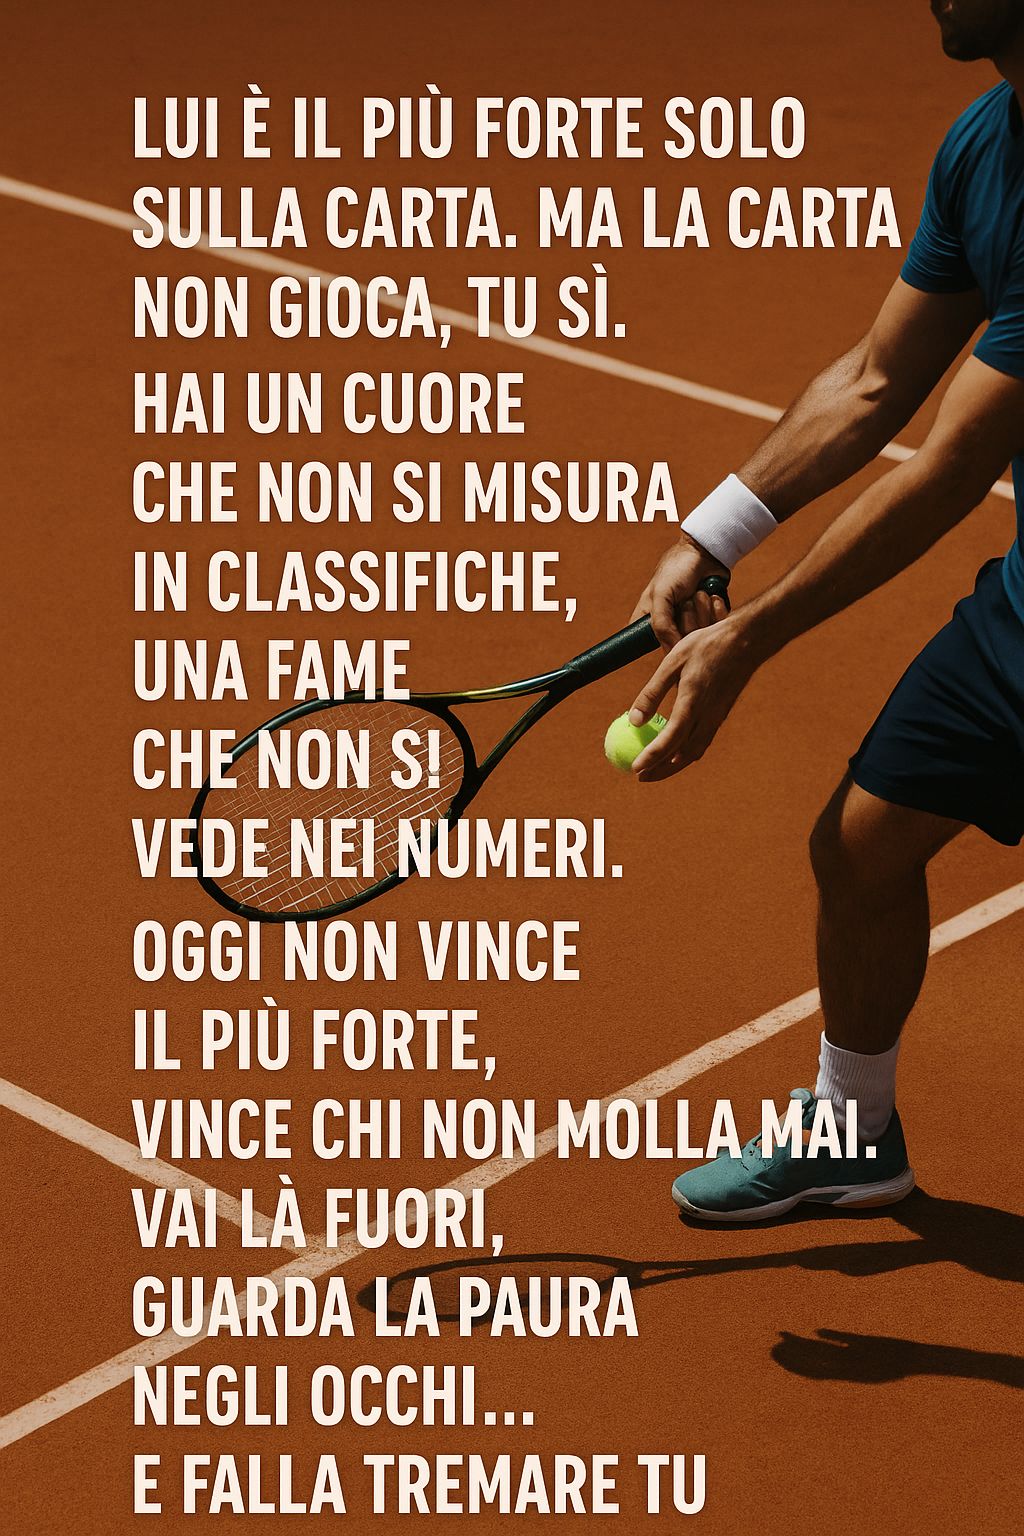 LUI È IL PIÙ FORTE SOLO
SULLA CARTA. MA LA CARTA
NON GIOCA, TU SÌ.
HAI UN CUORE
CHE NON SI MISURA
IN CLASSIFICHE,
UNA FAME
CHE NON S!
VEDE NEI NUMERI.
OGGI NON VINCE
IL PIÙ FORTE,
VINCE CHI NON MOLLA MAI.
VAI LÀ FUORI,
GUARDA LA PAURA
NEGLI OCCHI...
E FALLA TREMARE TU